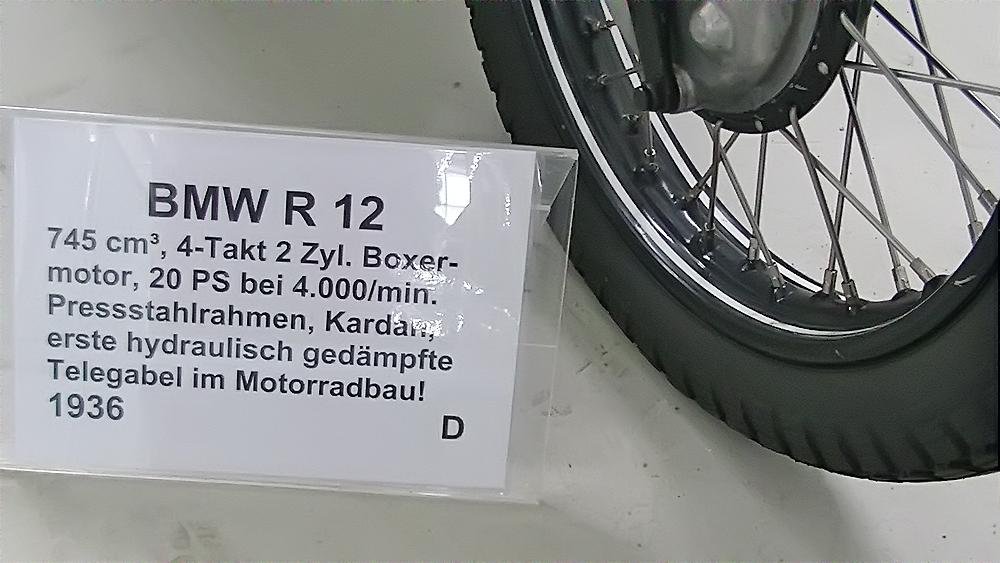 BMW R 12
745 cm³, 4-Takt 2 Zyl. Boxer-
motor, 20 PS bei 4.000/min.
Pressstahlrahmen, Kardan,
erste hydraulisch gedämpfte
Telegabel im Motorradbau!
1936
D